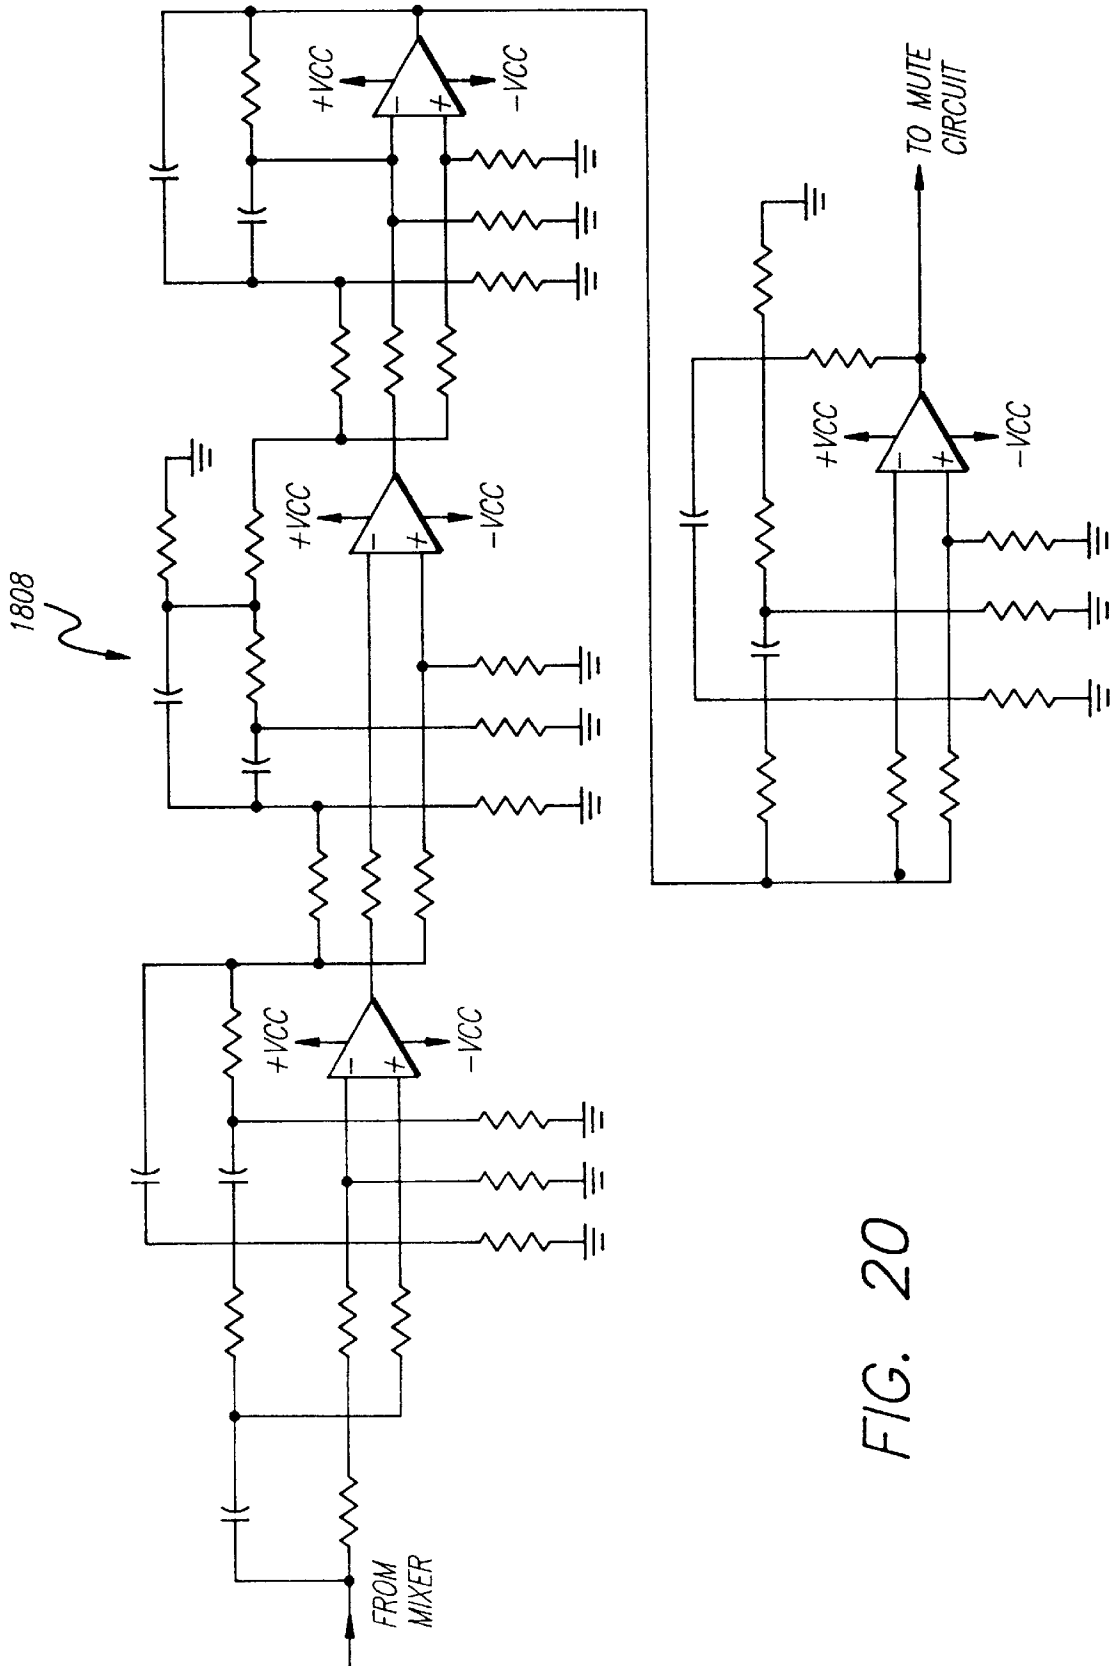 1808
FROM
MIXER
+VCC
−
+
−VCC
+VCC
−
+
−VCC
+VCC
−
+
−VCC
+VCC
−
+
−VCC
TO MUTE
CIRCUIT
FIG. 20